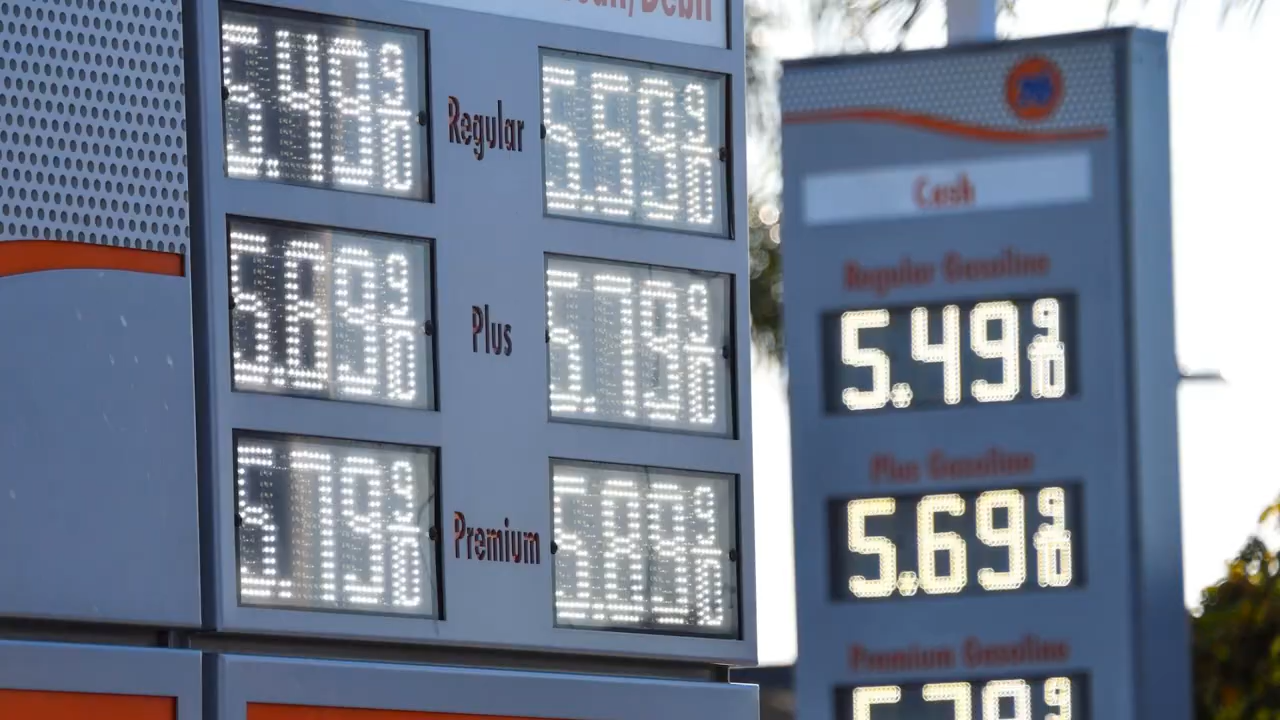 /Debit
5.49 9/10 Regular 5.59 9/10
Plus 5.79 9/10
5.79 9/10 Premium 5.89 9/10
Cash
Regular Gasoline
5.49 9/10
Plus Gasoline
5.69 9/10
Premium Gasoline
5.79 9